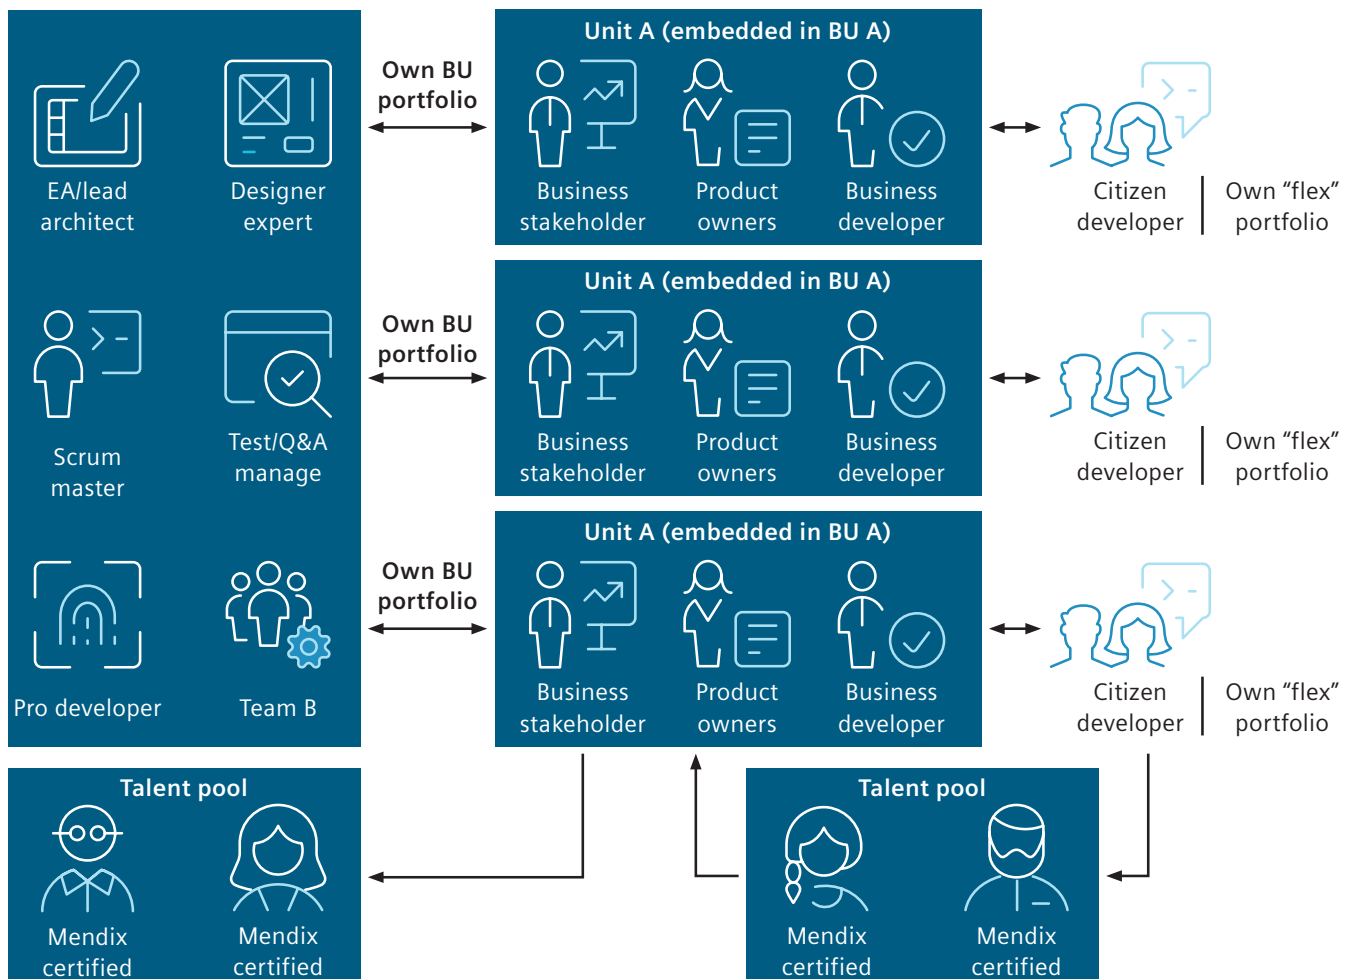 EA/lead
architect
Designer
expert
Scrum
master
Test/Q&A
manage
Pro developer
Team B
Own BU
portfolio
Unit A (embedded in BU A)
Business
stakeholder
Product
owners
Business
developer
Citizen
developer
Own “flex”
portfolio
Own BU
portfolio
Unit A (embedded in BU A)
Business
stakeholder
Product
owners
Business
developer
Citizen
developer
Own “flex”
portfolio
Own BU
portfolio
Unit A (embedded in BU A)
Business
stakeholder
Product
owners
Business
developer
Citizen
developer
Own “flex”
portfolio
Talent pool
Mendix
certified
Mendix
certified
Talent pool
Mendix
certified
Mendix
certified